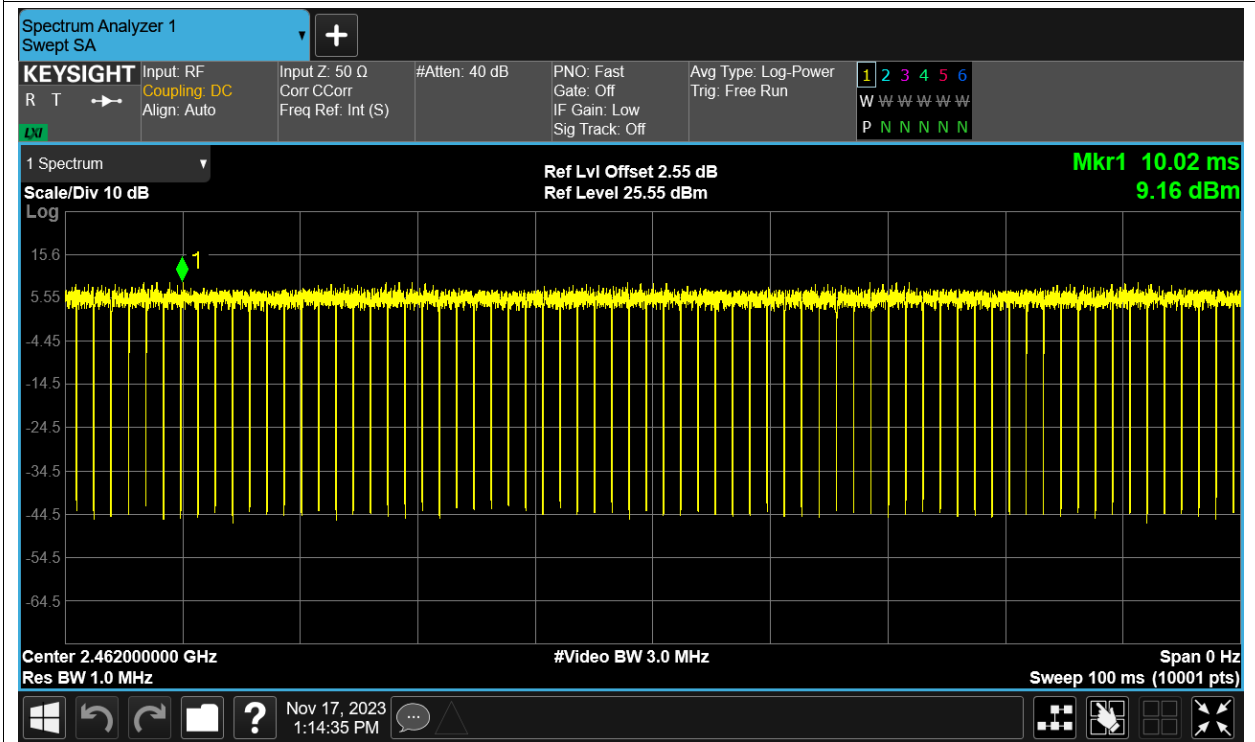 Spectrum Analyzer 1
Swept SA
KEYSIGHT
R T
LXI
Input: RF
Coupling: DC
Align: Auto
Input Z: 50 Ω
Corr CCorr
Freq Ref: Int (S)
#Atten: 40 dB
PNO: Fast
Gate: Off
IF Gain: Low
Sig Track: Off
Avg Type: Log-Power
Trig: Free Run
1 2 3 4 5 6
W W W W W W
P N N N N N
1 Spectrum
Scale/Div 10 dB
Log
Ref Lvl Offset 2.55 dB
Ref Level 25.55 dBm
Mkr1 10.02 ms
9.16 dBm
1
15.6
5.55
-4.45
-14.5
-24.5
-34.5
-44.5
-54.5
-64.5
Center 2.462000000 GHz
Res BW 1.0 MHz
#Video BW 3.0 MHz
Span 0 Hz
Sweep 100 ms (10001 pts)
?
Nov 17, 2023
1:14:35 PM